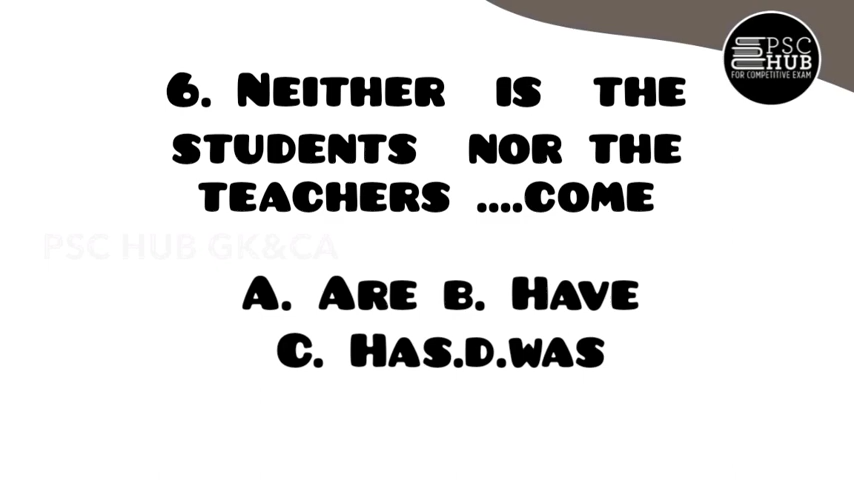 PSC
HUB
FOR COMPETITIVE EXAM
6. NEITHER IS THE
STUDENTS NOR THE
TEACHERS ....COME
PSC HUB GK&CA
A. ARE B. HAVE
C. HAS.D.WAS